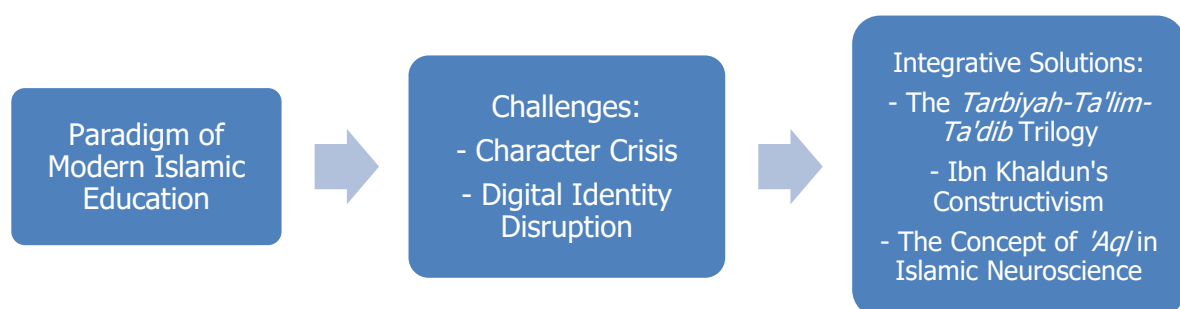 Paradigm of
Modern Islamic
Education
Challenges:
- Character Crisis
- Digital Identity
Disruption
Integrative Solutions:
- The Tarbiyah-Ta'lim-
Ta'dib Trilogy
- Ibn Khaldun's
Constructivism
- The Concept of 'Aql in
Islamic Neuroscience